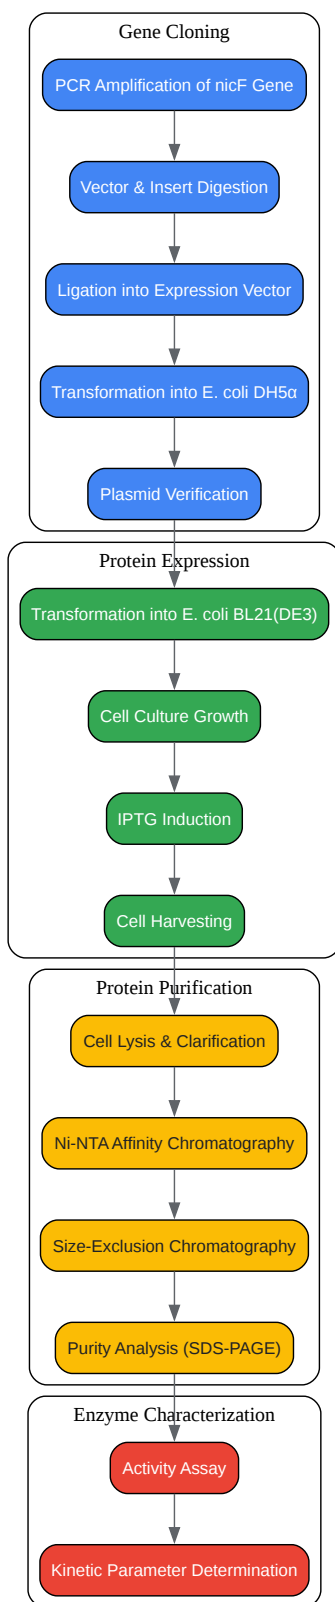 Gene Cloning
PCR Amplification of nicF Gene
Vector & Insert Digestion
Ligation into Expression Vector
Transformation into E. coli DH5α
Plasmid Verification
Protein Expression
Transformation into E. coli BL21(DE3)
Cell Culture Growth
IPTG Induction
Cell Harvesting
Protein Purification
Cell Lysis & Clarification
Ni-NTA Affinity Chromatography
Size-Exclusion Chromatography
Purity Analysis (SDS-PAGE)
Enzyme Characterization
Activity Assay
Kinetic Parameter Determination